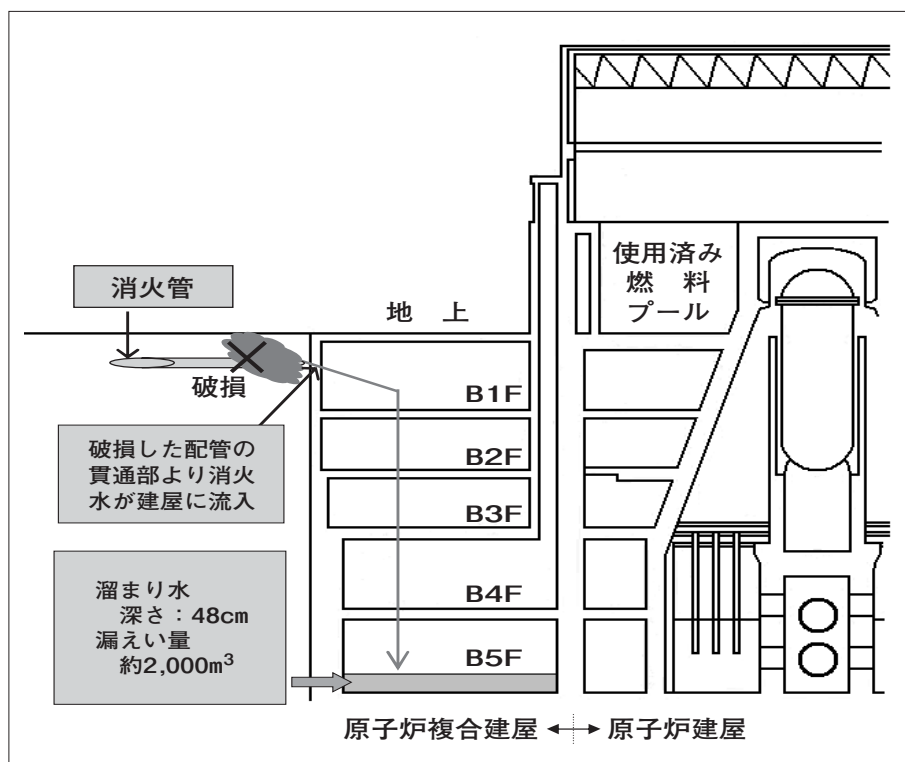 使用済み
燃　料
プール
消火管
地　上
破損
B1F
破損した配管の
貫通部より消火
水が建屋に流入
B2F
B3F
溜まり水
深さ：48cm
漏えい量
約2,000m³
B4F
B5F
原子炉複合建屋 ↔ 原子炉建屋